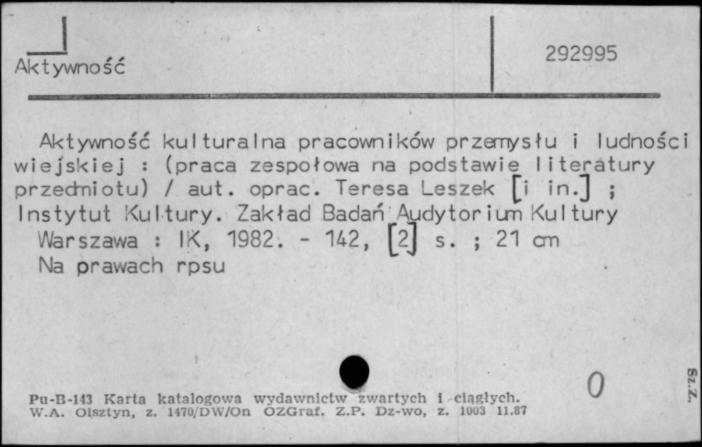 Aktywność
292995
Aktywność kulturalna pracowników przemysłu i ludności
wiejskiej : (praca zespołowa na podstawie literatury
przedmiotu) / aut. oprac. Teresa Leszek [i in.] ;
Instytut Kultury. Zakład Badań Audytorium Kultury
Warszawa : IK, 1982. - 142, [2] s. ; 21 cm
Na prawach rpsu
0
Sz.Z.
Pu-B-143 Karta katalogowa wydawnictw zwartych i ciągłych.
W.A. Olsztyn, z. 1470/DW/On OZGraf. Z.P. Dz-wo, z. 1003 11.87